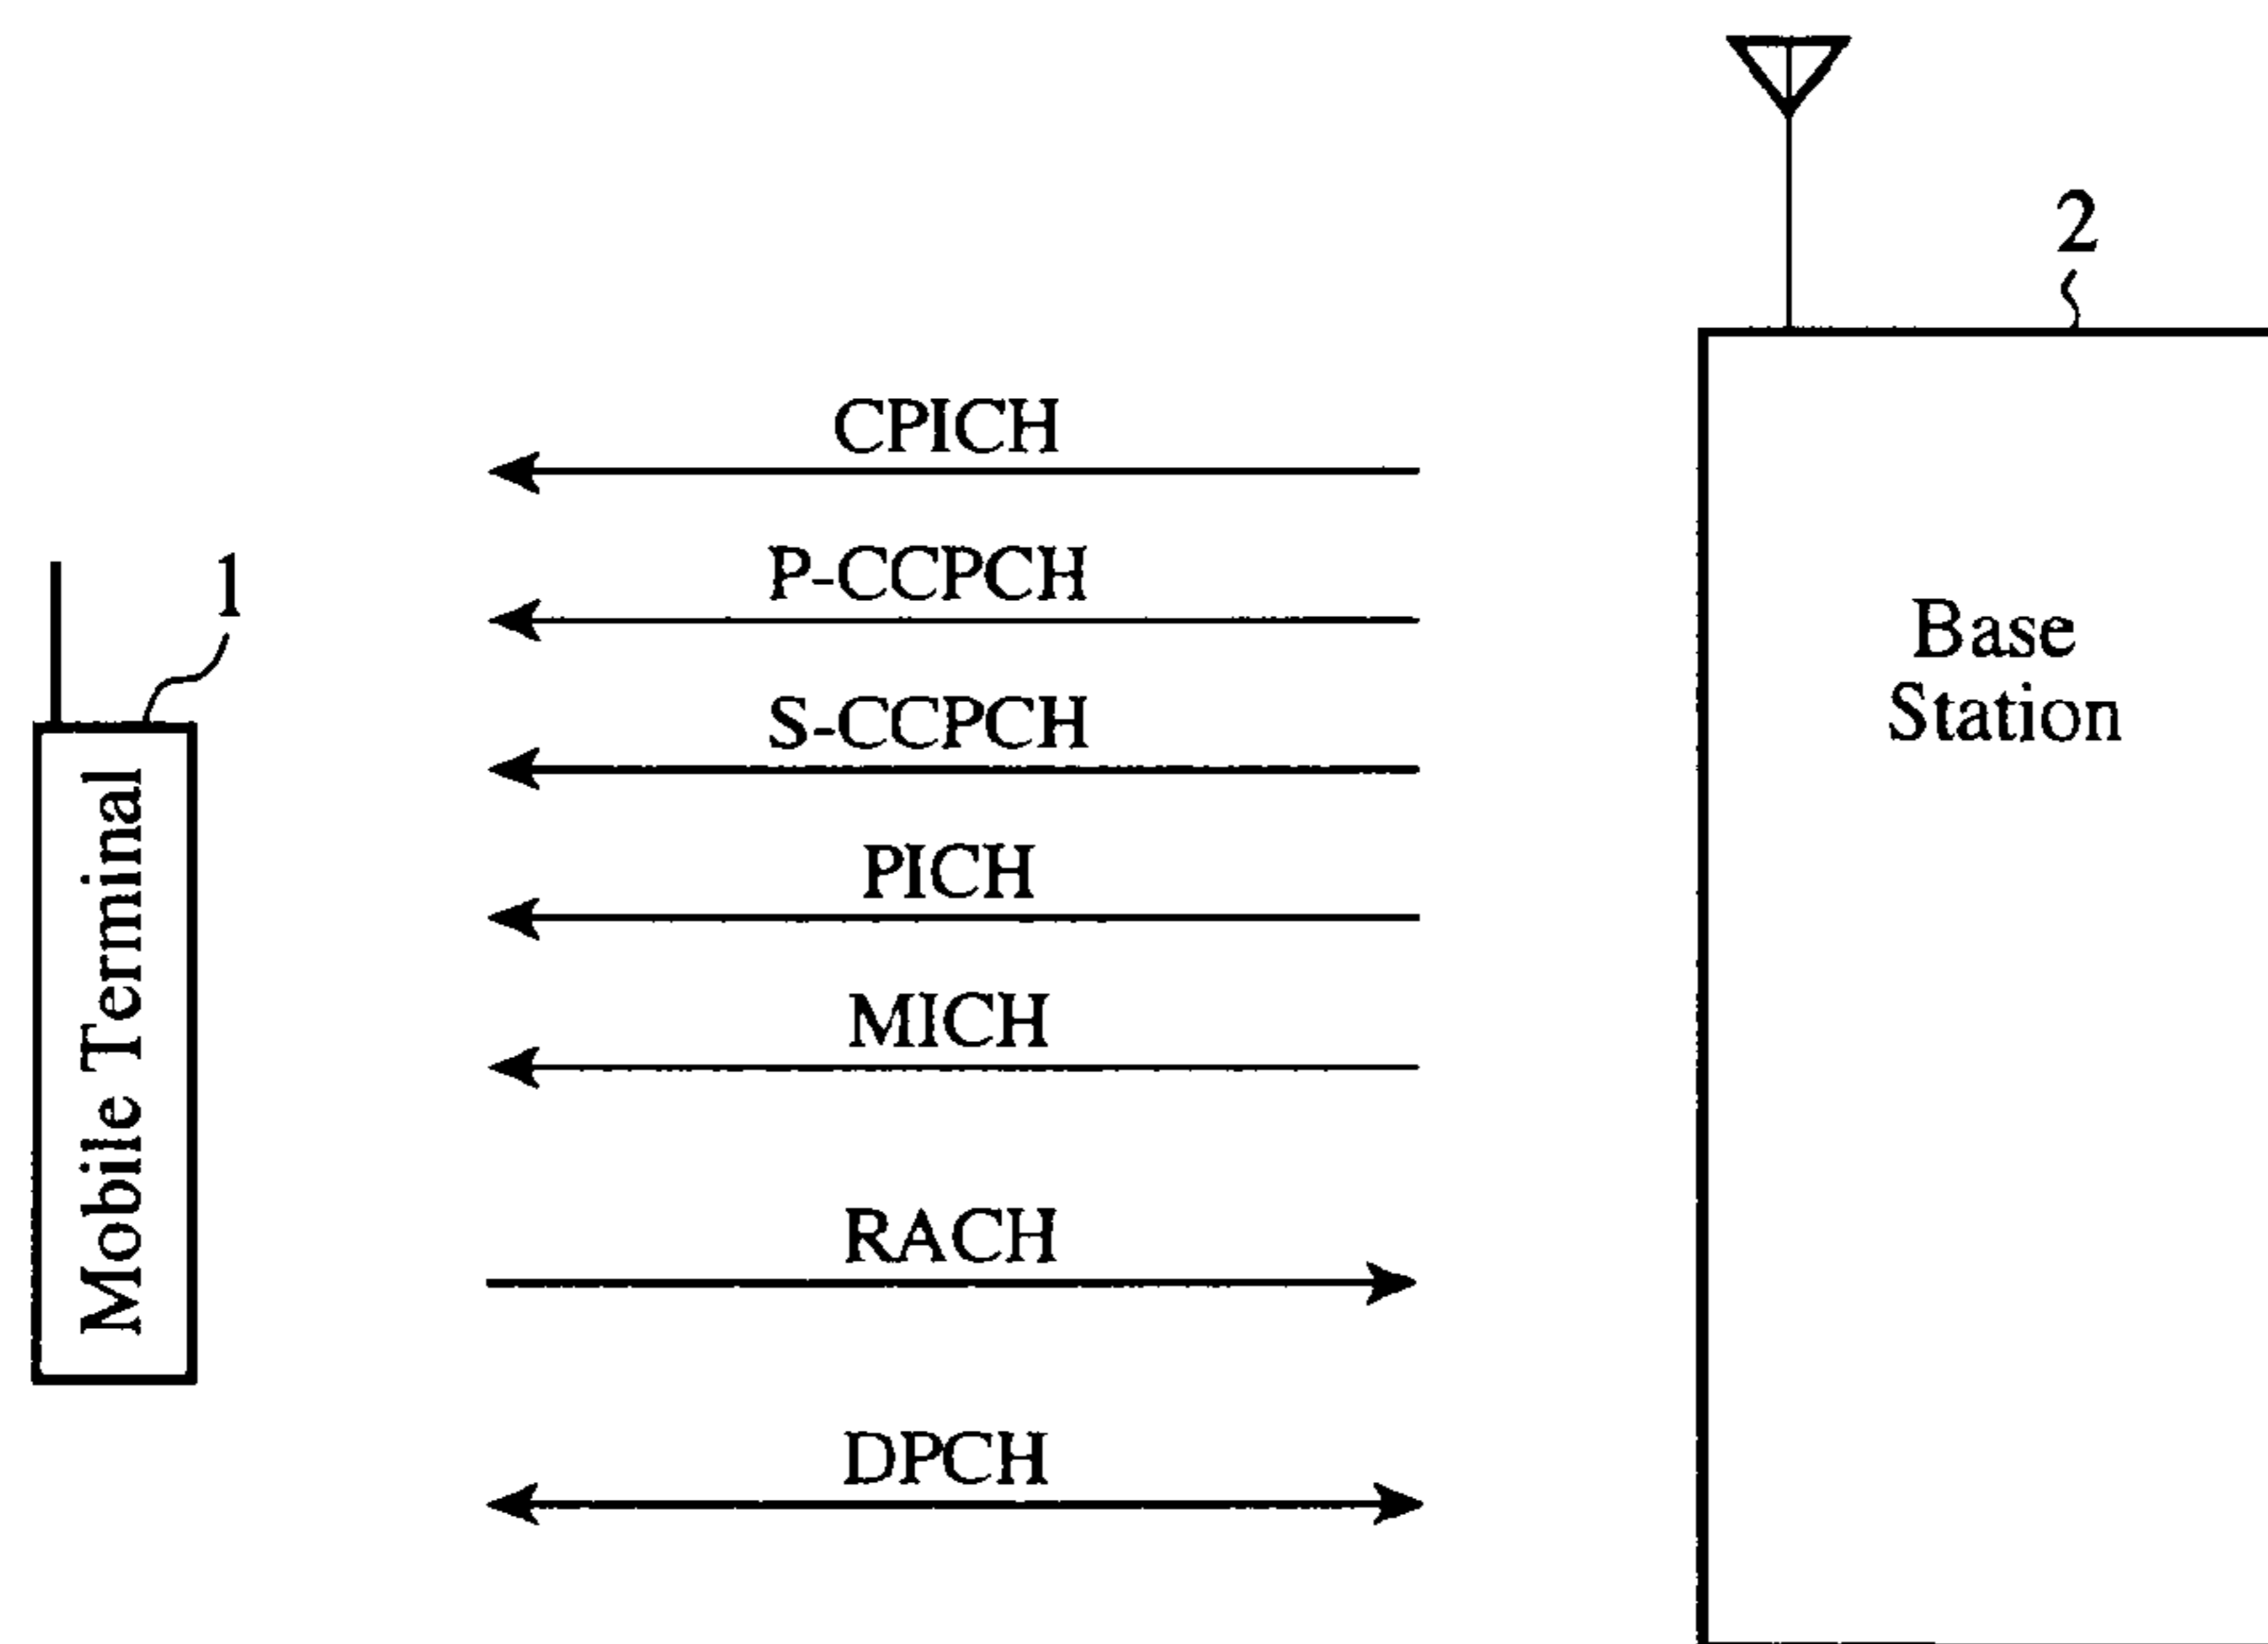 2
CPICH
P-CCPCH
1
Base
Station
S-CCPCH
Mobile Terminal
PICH
MICH
RACH
DPCH